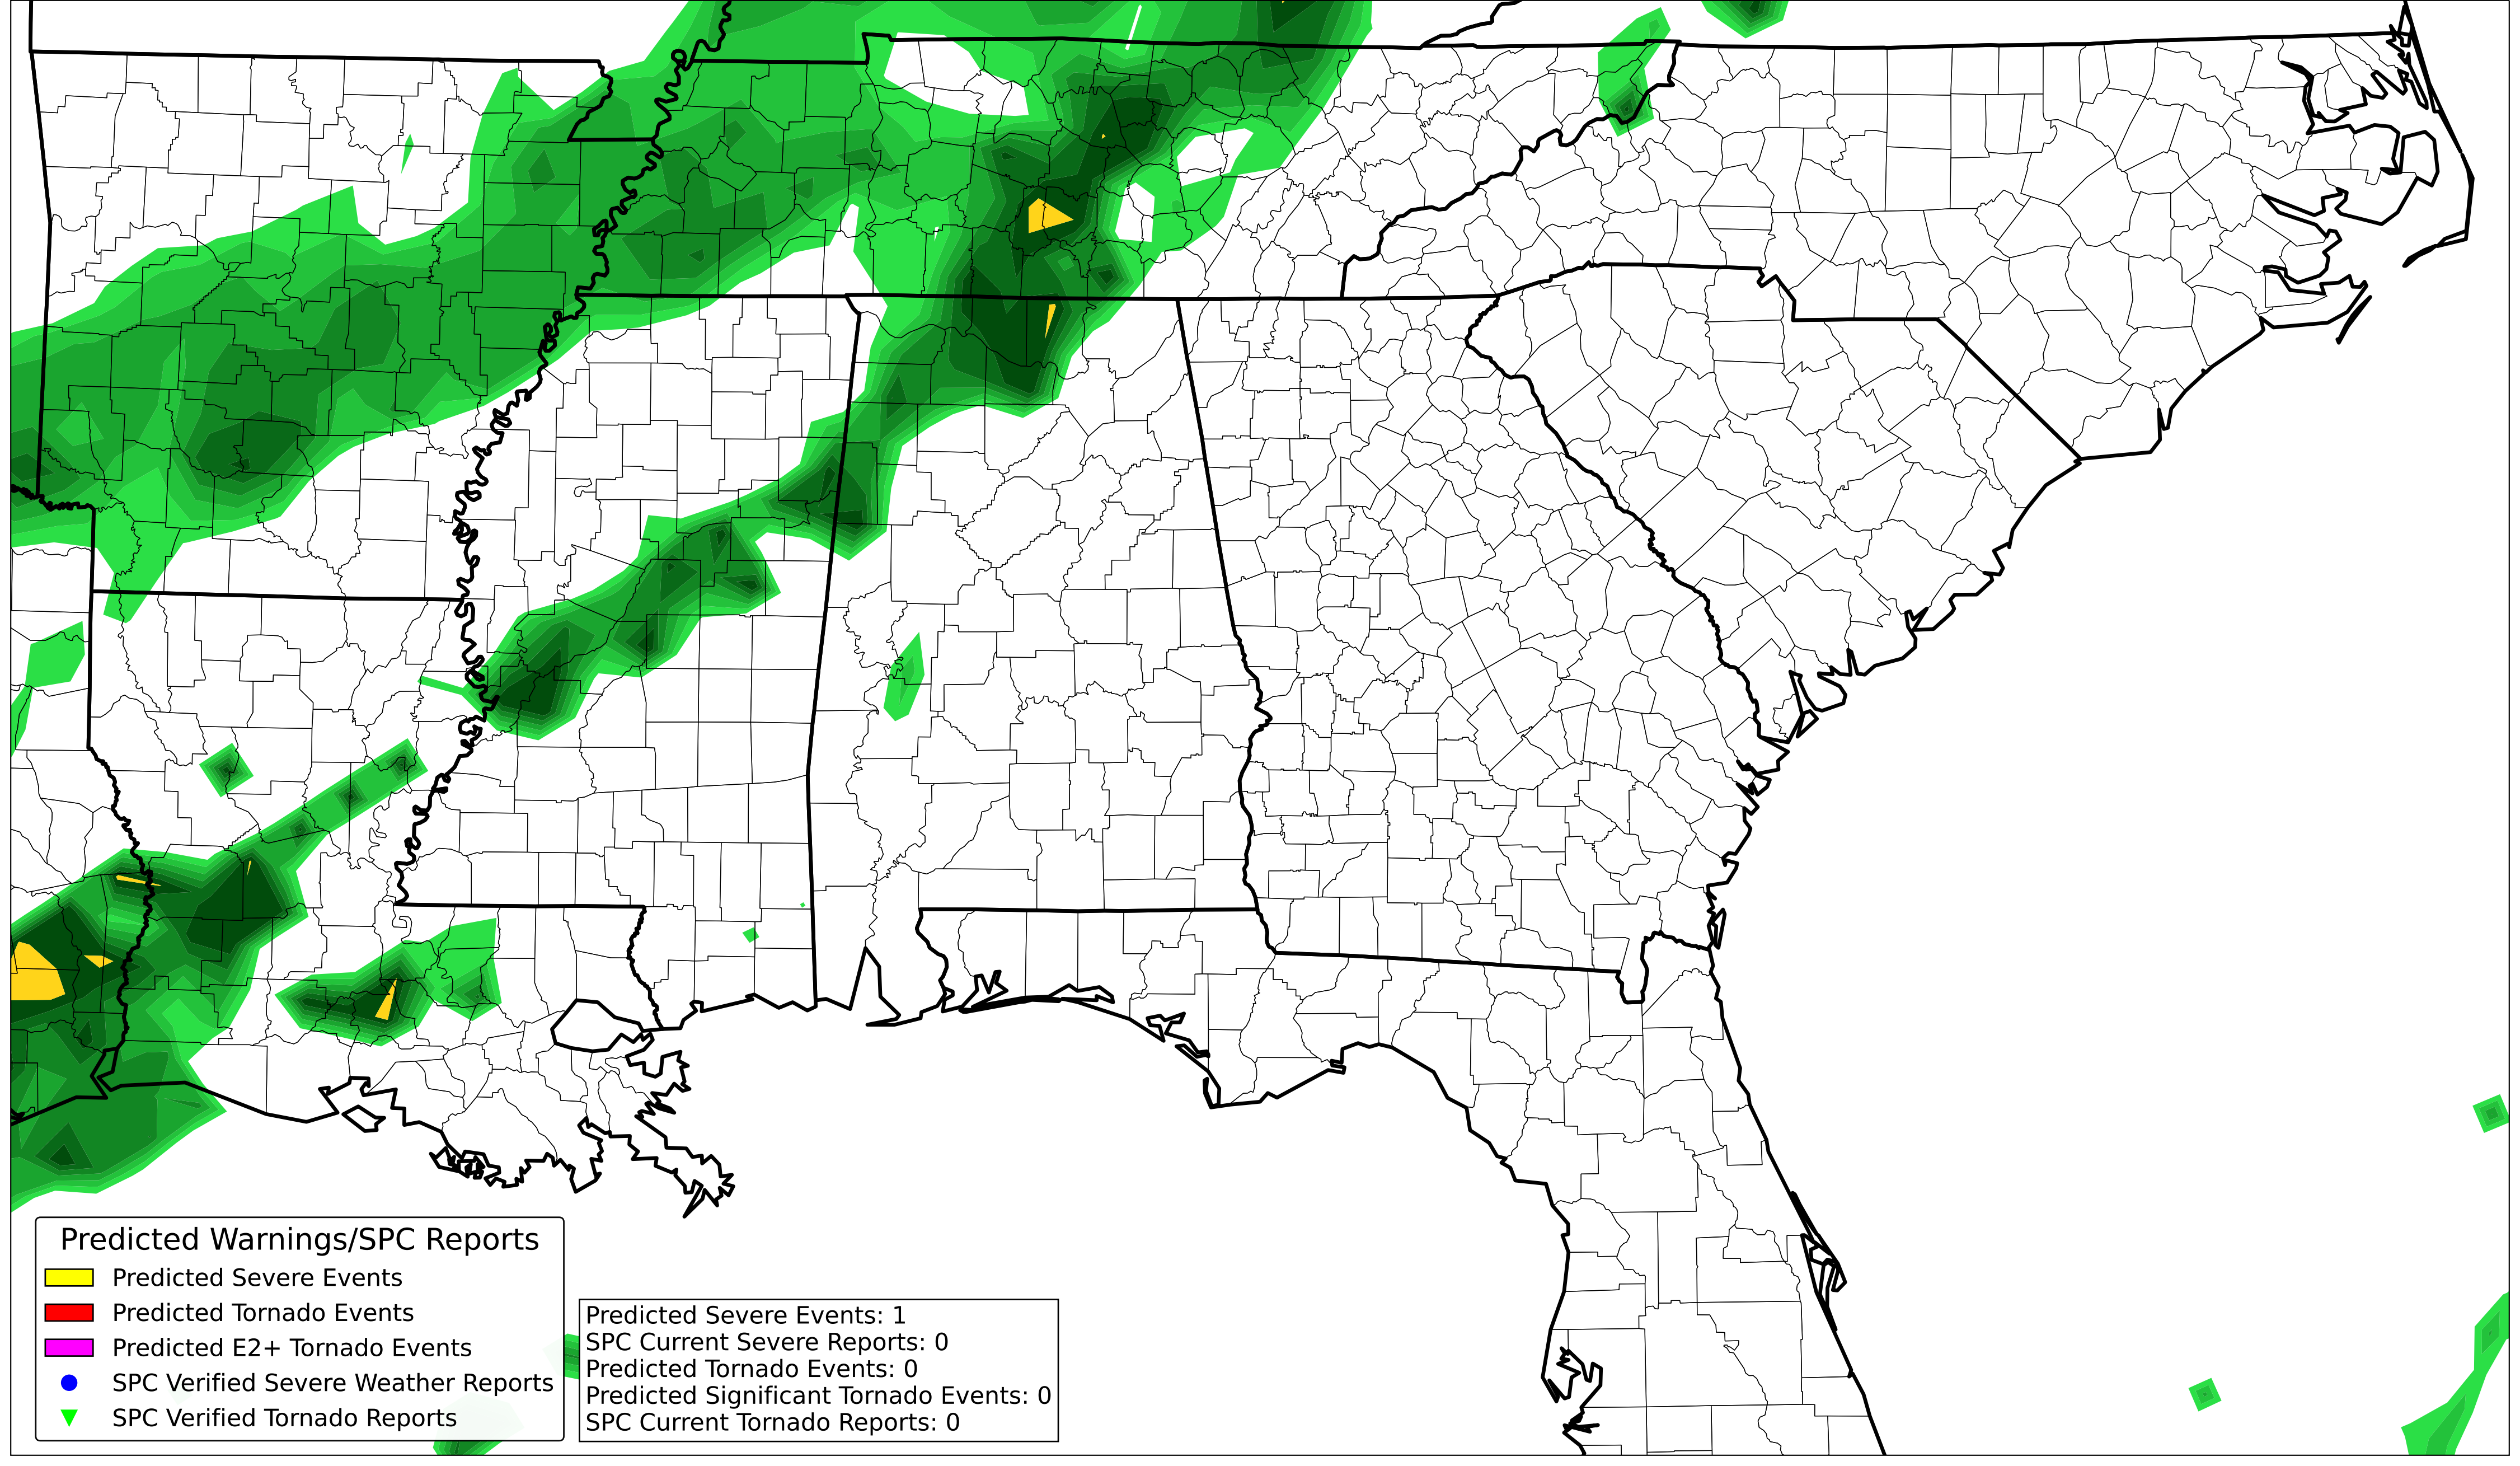 Predicted Warnings/SPC Reports
Predicted Severe Events
Predicted Tornado Events
Predicted E2+ Tornado Events
SPC Verified Severe Weather Reports
SPC Verified Tornado Reports
Predicted Severe Events: 1
SPC Current Severe Reports: 0
Predicted Tornado Events: 0
Predicted Significant Tornado Events: 0
SPC Current Tornado Reports: 0